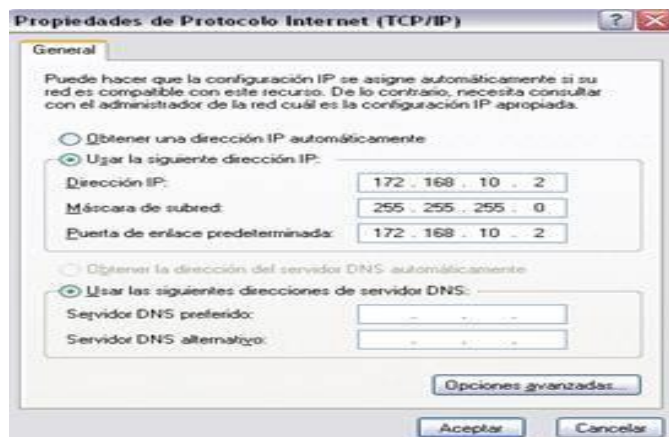 Propiedades de Protocolo Internet (TCP/IP)
General
Puede hacer que la configuración IP se asigne automáticamente si su
red es compatible con este recurso. De lo contrario, necesita consultar
con el administrador de la red cuál es la configuración IP apropiada.
Obtener una dirección IP automáticamente
Usar la siguiente dirección IP:
Dirección IP: 172 . 168 . 10 . 2
Máscara de subred: 255 . 255 . 255 . 0
Puerta de enlace predeterminada: 172 . 168 . 10 . 2
Obtener la dirección del servidor DNS automáticamente
Usar las siguientes direcciones de servidor DNS:
Servidor DNS preferido: . . .
Servidor DNS alternativo: . . .
Opciones avanzadas...
Aceptar Cancelar